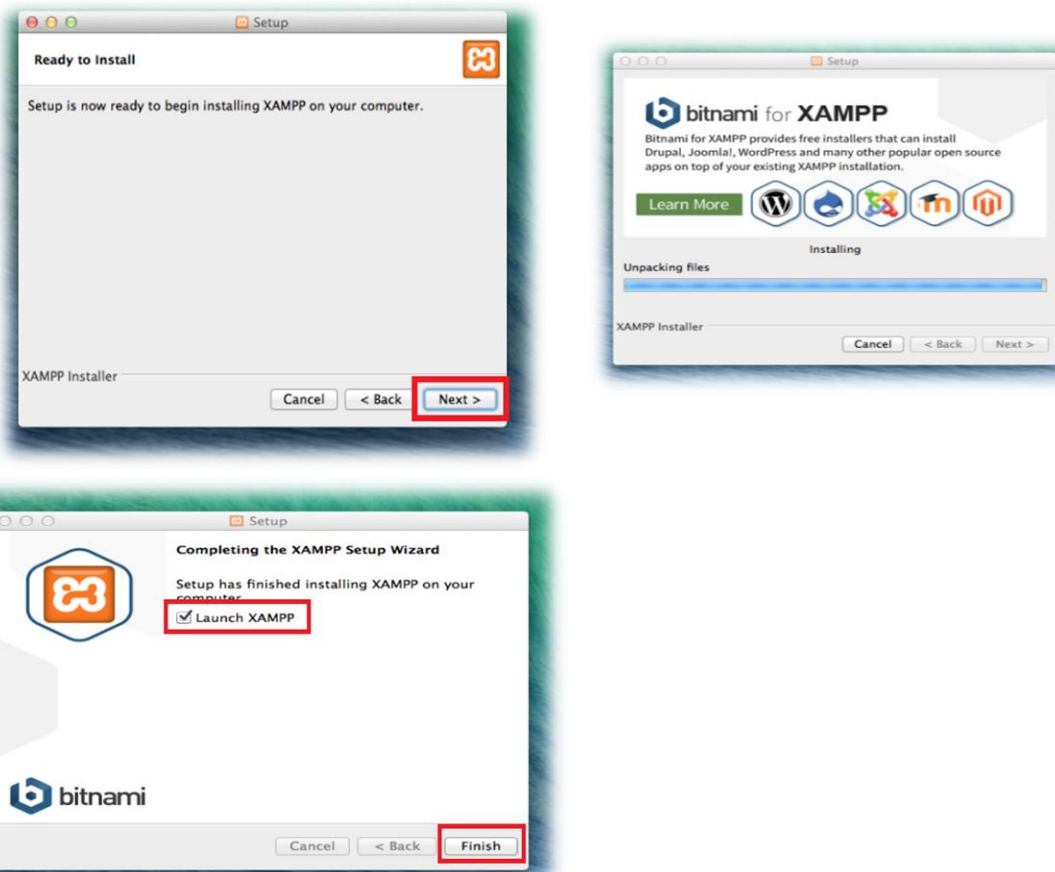 Setup
Ready to Install
Setup is now ready to begin installing XAMPP on your computer.
XAMPP Installer
Cancel
< Back
Next >
Setup
bitnami for XAMPP
Bitnami for XAMPP provides free installers that can install
Drupal, Joomla!, WordPress and many other popular open source
apps on top of your existing XAMPP installation.
Learn More
Installing
Unpacking files
XAMPP Installer
Cancel
< Back
Next >
Setup
Completing the XAMPP Setup Wizard
Setup has finished installing XAMPP on your
computer
Launch XAMPP
bitnami
Cancel
< Back
Finish